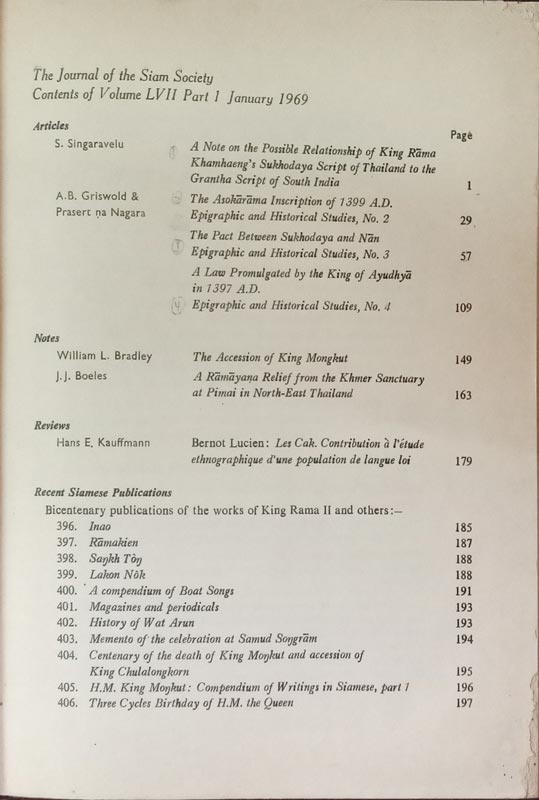 The Journal of the Siam Society
Contents of Volume LVII Part 1 January 1969
Articles
Page
S. Singaravelu A Note on the Possible Relationship of King Rāma
Khamhaeng's Sukhodaya Script of Thailand to the
Grantha Script of South India 1
A.B. Griswold & The Asokārāma Inscription of 1399 A.D.
Prasert ṇa Nagara Epigraphic and Historical Studies, No. 2 29
The Pact Between Sukhodaya and Nān
Epigraphic and Historical Studies, No. 3 57
A Law Promulgated by the King of Ayudhyā
in 1397 A.D.
4 Epigraphic and Historical Studies, No. 4 109
Notes
William L. Bradley The Accession of King Mongkut 149
J.J. Boeles A Rāmāyaṇa Relief from the Khmer Sanctuary
at Pimai in North-East Thailand 163
Reviews
Hans E. Kauffmann Bernot Lucien: Les Cak. Contribution à l'étude
ethnographique d'une population de langue loi 179
Recent Siamese Publications
Bicentenary publications of the works of King Rama II and others:—
396. Inao 185
397. Rāmakien 187
398. Saŋkh Tòŋ 188
399. Lakon Nôk 188
400. A compendium of Boat Songs 191
401. Magazines and periodicals 193
402. History of Wat Arun 193
403. Memento of the celebration at Samud Soŋgrām 194
404. Centenary of the death of King Moŋkut and accession of
King Chulalongkorn 195
405. H.M. King Moŋkut: Compendium of Writings in Siamese, part 1 196
406. Three Cycles Birthday of H.M. the Queen 197